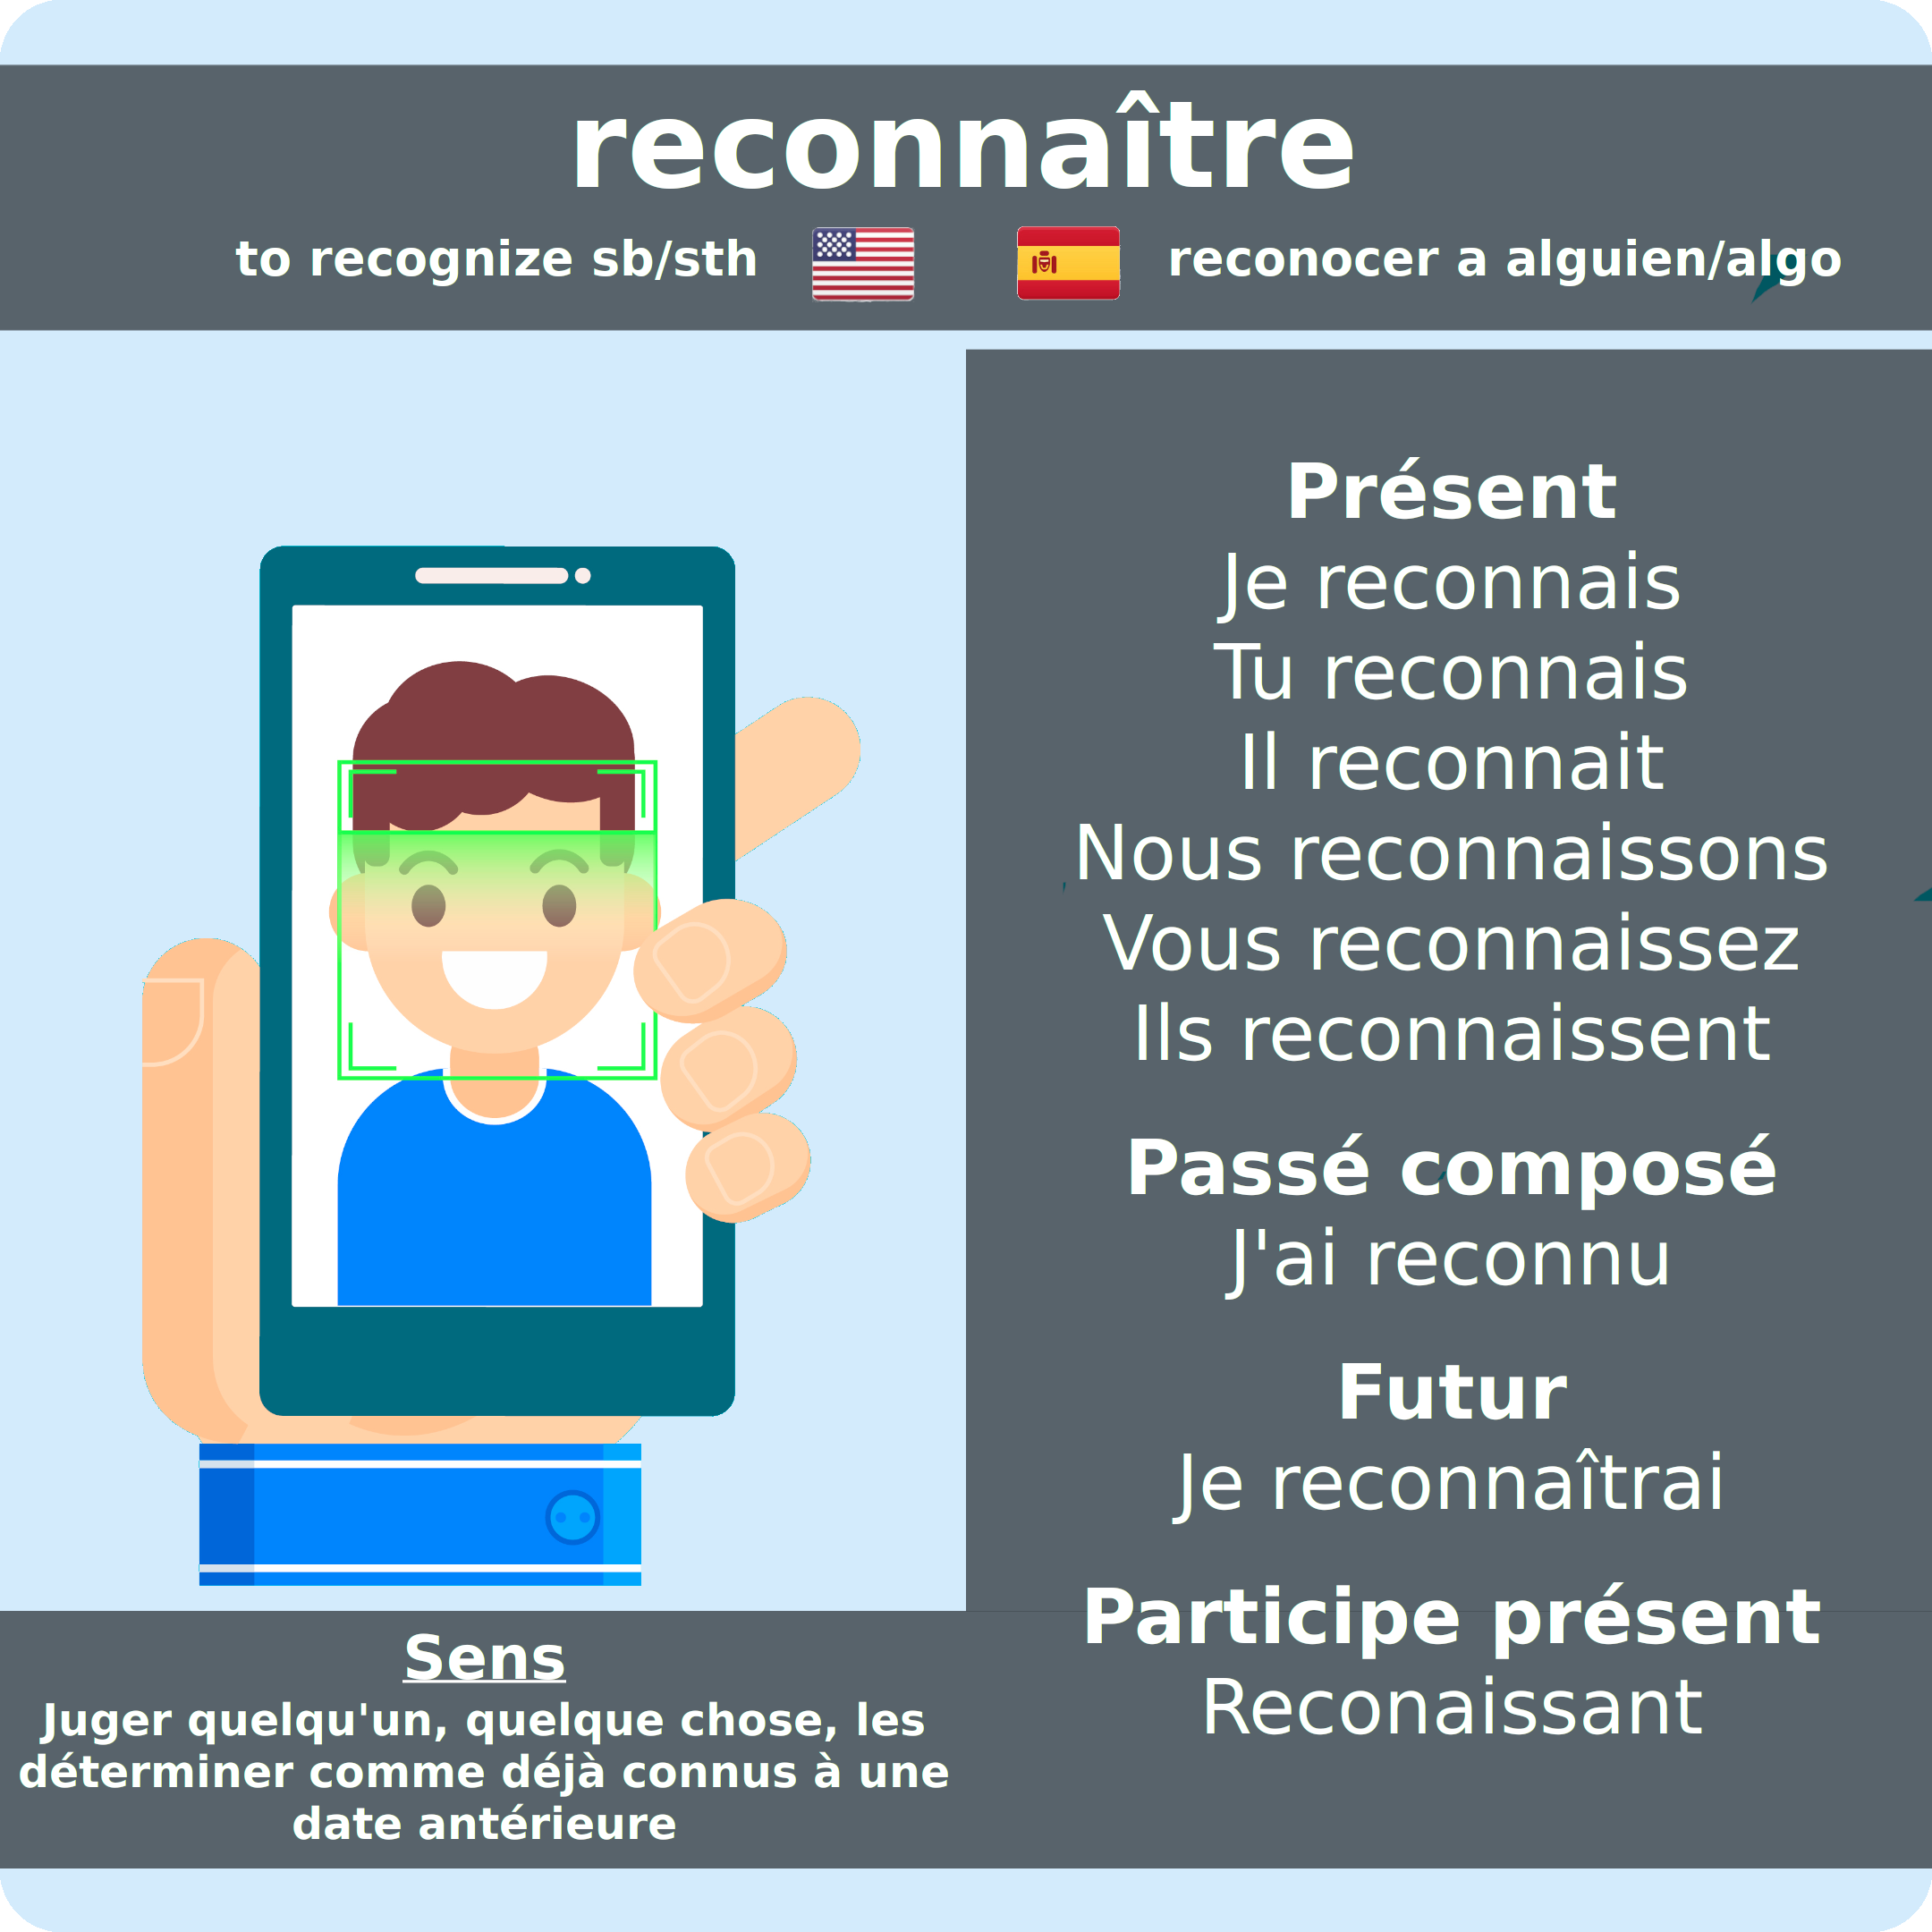 reconnaître
to recognize sb/sth
reconocer a alguien/algo
Présent
Je reconnais
Tu reconnais
Il reconnait
Nous reconnaissons
Vous reconnaissez
Ils reconnaissent
Passé composé
J'ai reconnu
Futur
Je reconnaîtrai
Participe présent
Reconaissant
Sens
Juger quelqu'un, quelque chose, les
déterminer comme déjà connus à une
date antérieure